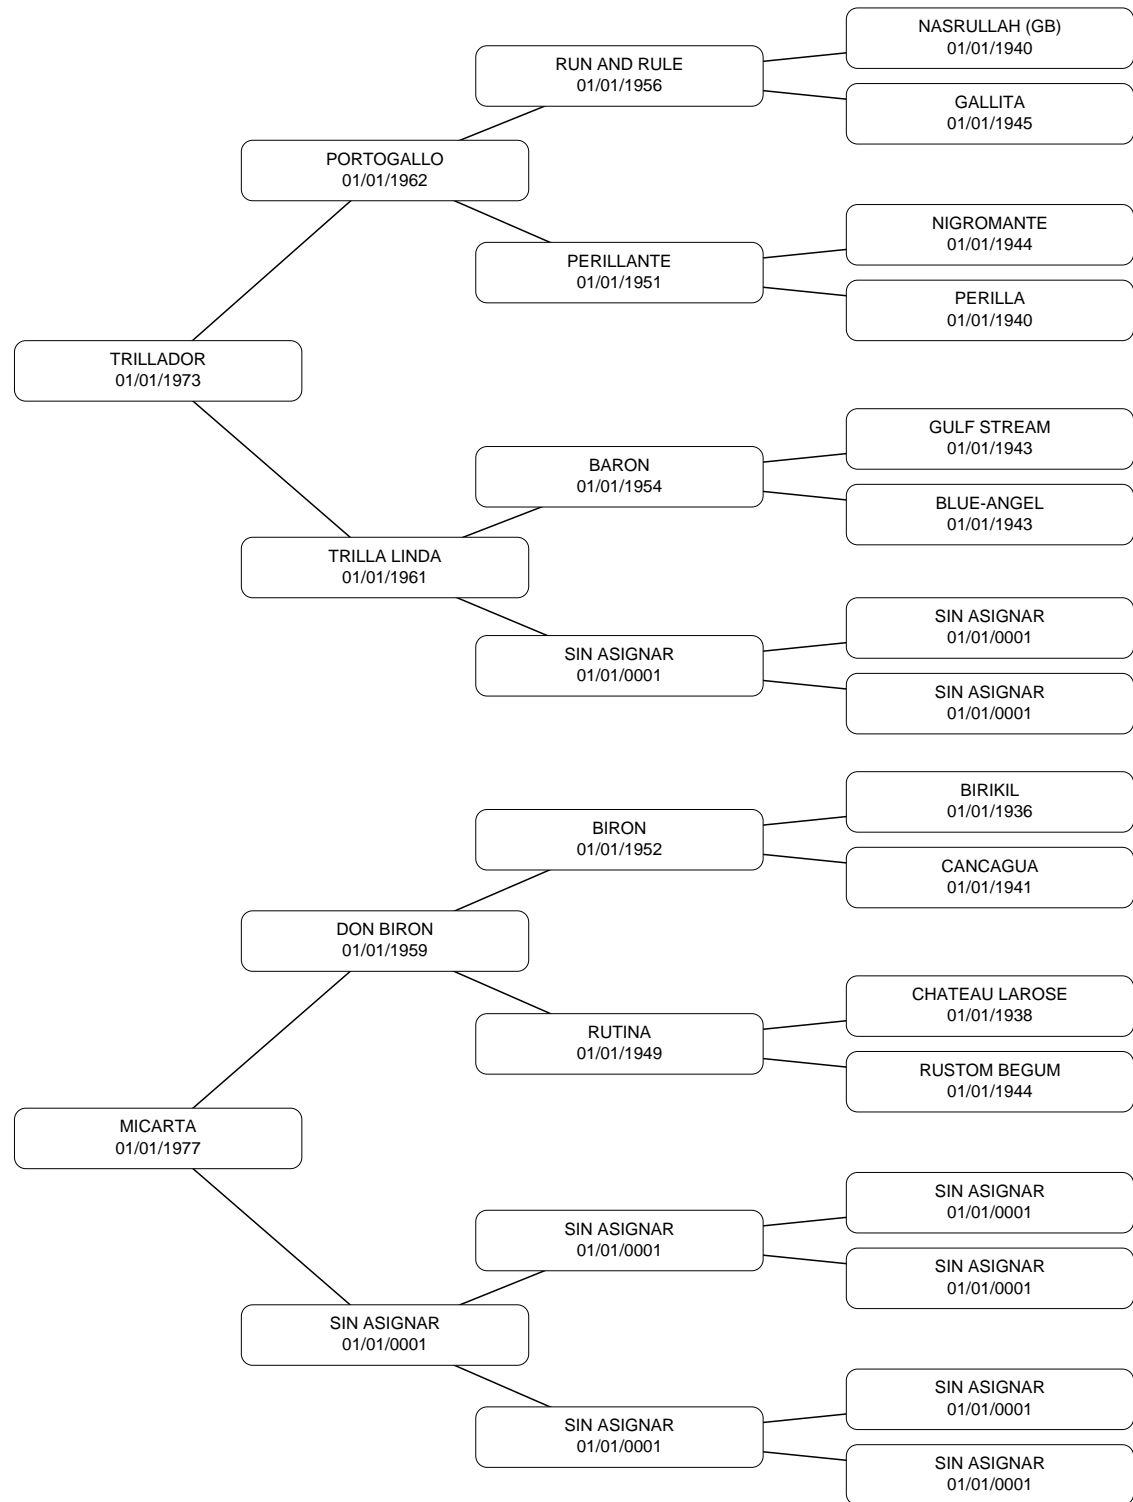 NASRULLAH (GB)
01/01/1940
RUN AND RULE
01/01/1956
GALLITA
01/01/1945
PORTOGALLO
01/01/1962
NIGROMANTE
01/01/1944
PERILLANTE
01/01/1951
PERILLA
01/01/1940
TRILLADOR
01/01/1973
GULF STREAM
01/01/1943
BARON
01/01/1954
BLUE-ANGEL
01/01/1943
TRILLA LINDA
01/01/1961
SIN ASIGNAR
01/01/0001
SIN ASIGNAR
01/01/0001
SIN ASIGNAR
01/01/0001
BIRIKIL
01/01/1936
BIRON
01/01/1952
CANCAGUA
01/01/1941
DON BIRON
01/01/1959
CHATEAU LAROSE
01/01/1938
RUTINA
01/01/1949
RUSTOM BEGUM
01/01/1944
MICARTA
01/01/1977
SIN ASIGNAR
01/01/0001
SIN ASIGNAR
01/01/0001
SIN ASIGNAR
01/01/0001
SIN ASIGNAR
01/01/0001
SIN ASIGNAR
01/01/0001
SIN ASIGNAR
01/01/0001
SIN ASIGNAR
01/01/0001